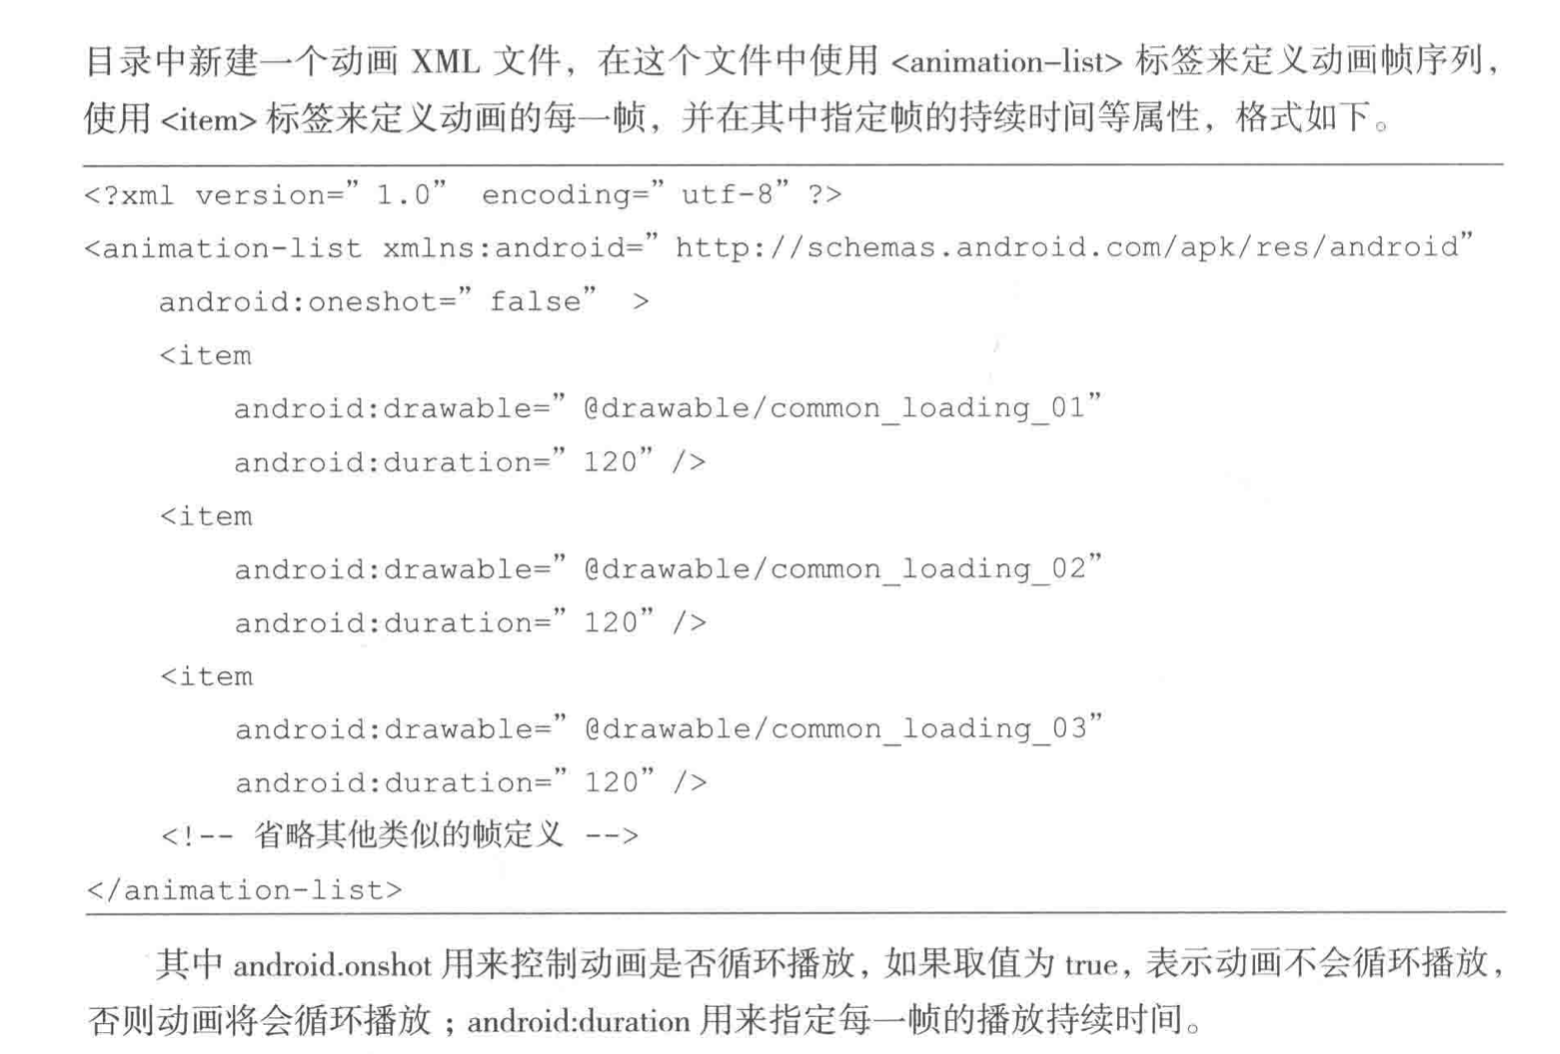 目录中新建一个动画 XML 文件，在这个文件中使用 <animation-list> 标签来定义动画帧序列，
使用 <item> 标签来定义动画的每一帧，并在其中指定帧的持续时间等属性，格式如下。
<?xml version=” 1.0” encoding=” utf-8” ?>
<animation-list xmlns:android=” http://schemas.android.com/apk/res/android”
android:oneshot=” false” >
<item
android:drawable=” @drawable/common_loading_01”
android:duration=” 120” />
<item
android:drawable=” @drawable/common_loading_02”
android:duration=” 120” />
<item
android:drawable=” @drawable/common_loading_03”
android:duration=” 120” />
<!-- 省略其他类似的帧定义 -->
</animation-list>
其中 android.onshot 用来控制动画是否循环播放，如果取值为 true，表示动画不会循环播放，
否则动画将会循环播放；android:duration 用来指定每一帧的播放持续时间。